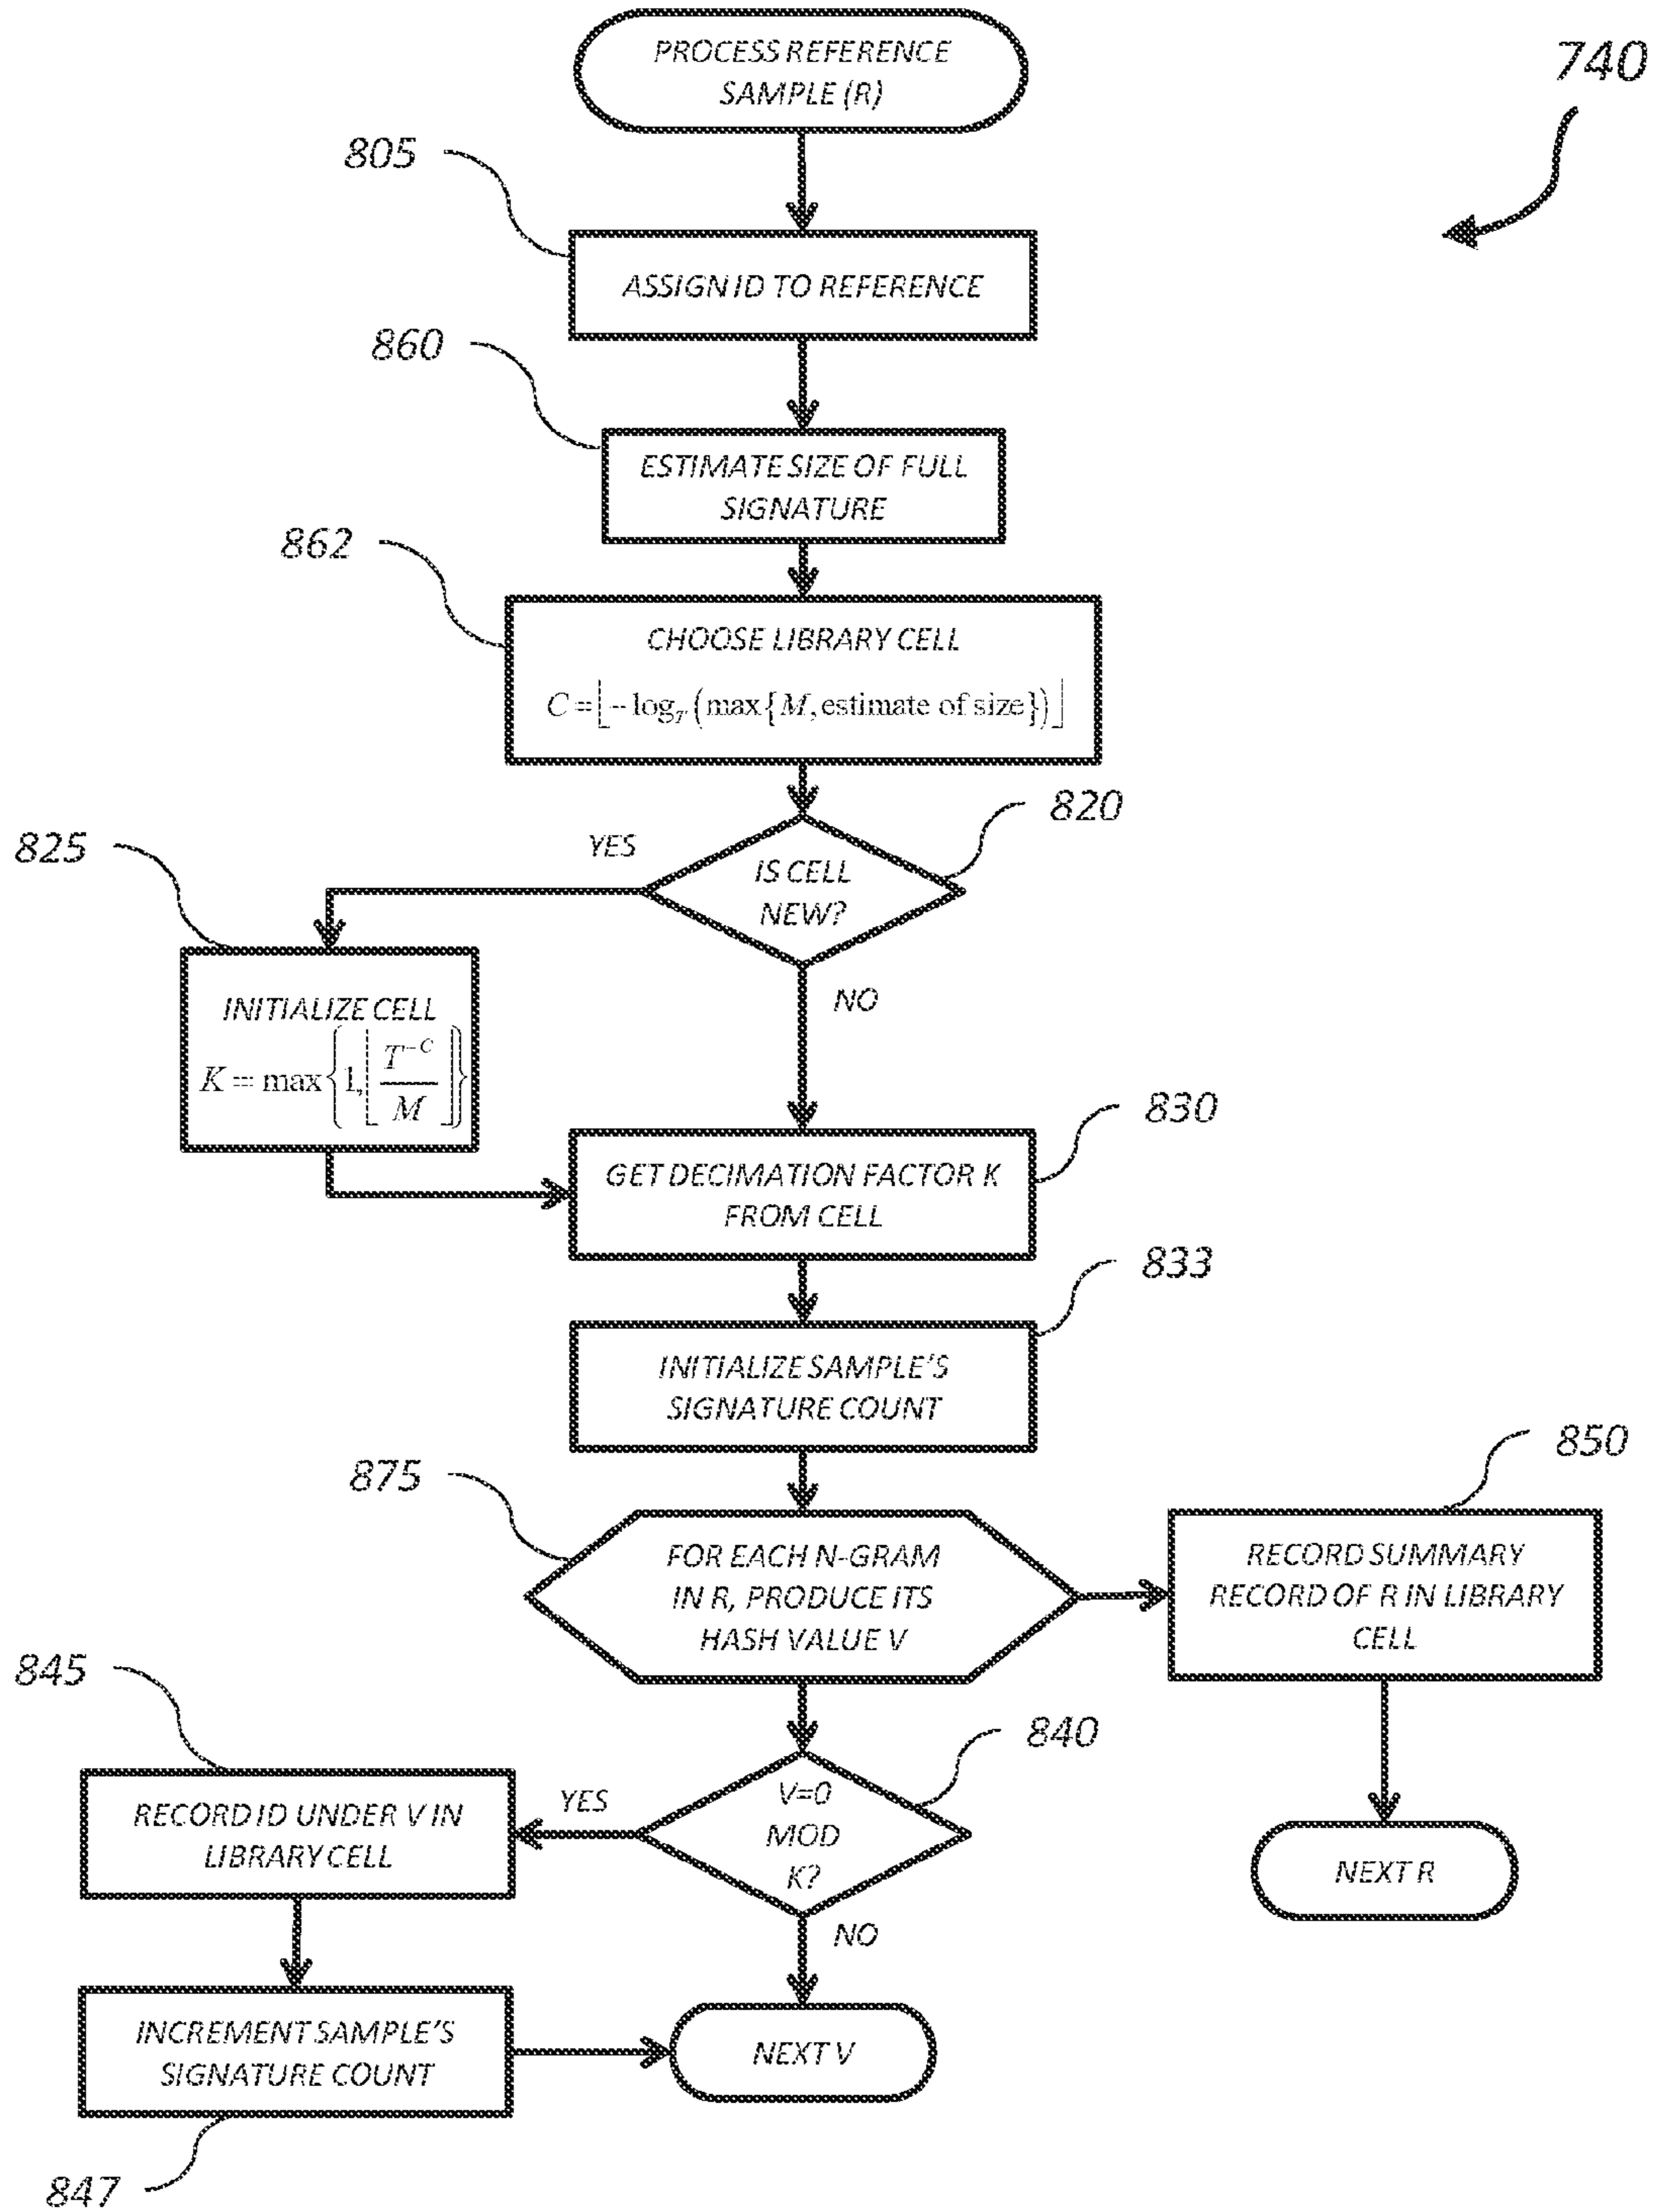 PROCESS REFERENCE
SAMPLE (R)
740
805
ASSIGN ID TO REFERENCE
860
ESTIMATE SIZE OF FULL
SIGNATURE
862
CHOOSE LIBRARY CELL
C = ⌊−log_T(max{M, estimate of size})⌋
820
825
YES
IS CELL
NEW?
NO
INITIALIZE CELL
K = max{1, ⌊T^{-C}/M⌋}
830
GET DECIMATION FACTOR K
FROM CELL
833
INITIALIZE SAMPLE'S
SIGNATURE COUNT
875
850
FOR EACH N-GRAM
IN R, PRODUCE ITS
HASH VALUE V
RECORD SUMMARY
RECORD OF R IN LIBRARY
CELL
845
840
RECORD ID UNDER V IN
LIBRARY CELL
YES
V=0
MOD
K?
NEXT R
NO
INCREMENT SAMPLE'S
SIGNATURE COUNT
NEXT V
847